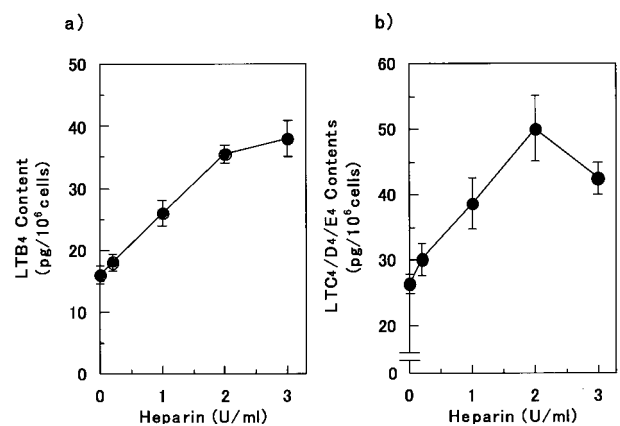 a)
50
40
30
20
10
0
LTB4 Content
(pg/10⁶cells)
0 1 2 3
Heparin (U/ml)
b)
60
50
40
30
20
0
LTC4/D4/E4 Contents
(pg/10⁶cells)
0 1 2 3
Heparin (U/ml)